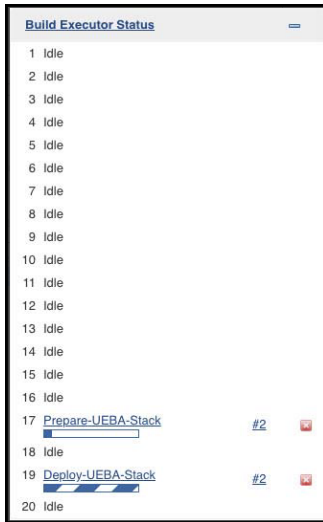 Build Executor Status
1 Idle
2 Idle
3 Idle
4 Idle
5 Idle
6 Idle
7 Idle
8 Idle
9 Idle
10 Idle
11 Idle
12 Idle
13 Idle
14 Idle
15 Idle
16 Idle
17 Prepare-UEBA-Stack #2
18 Idle
19 Deploy-UEBA-Stack #2
20 Idle